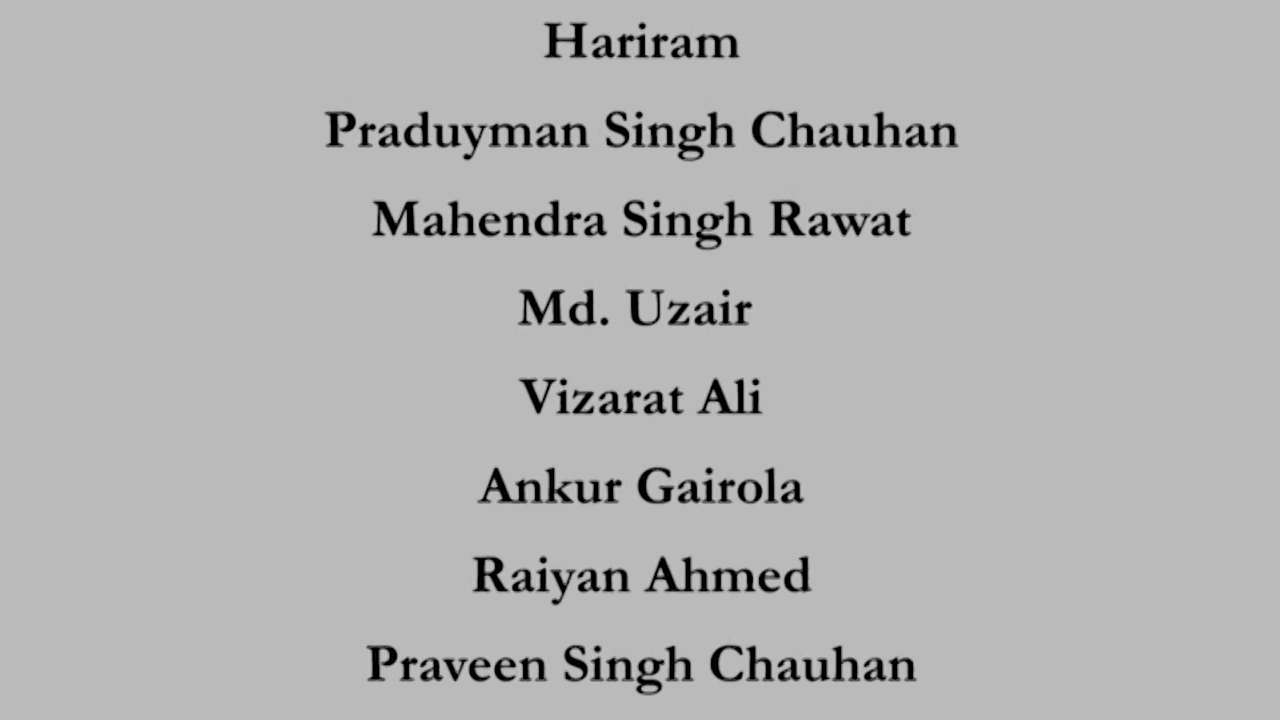 Hariram
Praduyman Singh Chauhan
Mahendra Singh Rawat
Md. Uzair
Vizarat Ali
Ankur Gairola
Raiyan Ahmed
Praveen Singh Chauhan